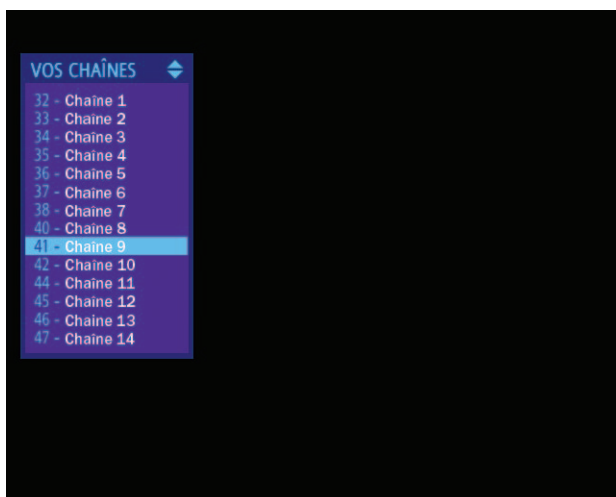 VOS CHAÎNES
32 - Chaîne 1
33 - Chaîne 2
34 - Chaîne 3
35 - Chaîne 4
36 - Chaîne 5
37 - Chaîne 6
38 - Chaîne 7
40 - Chaîne 8
41 - Chaîne 9
42 - Chaîne 10
44 - Chaîne 11
45 - Chaîne 12
46 - Chaîne 13
47 - Chaîne 14